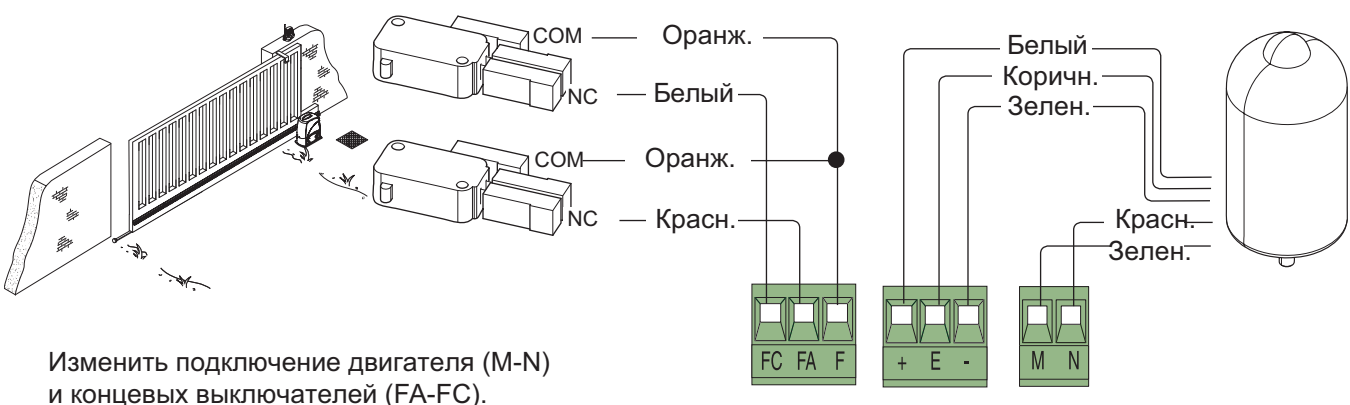 COM
Оранж.
NC
Белый
COM
Оранж.
NC
Красн.
Белый
Коричн.
Зелен.
Красн.
Зелен.
FC FA F
+ E -
M N
Изменить подключение двигателя (M-N)
и концевых выключателей (FA-FC).